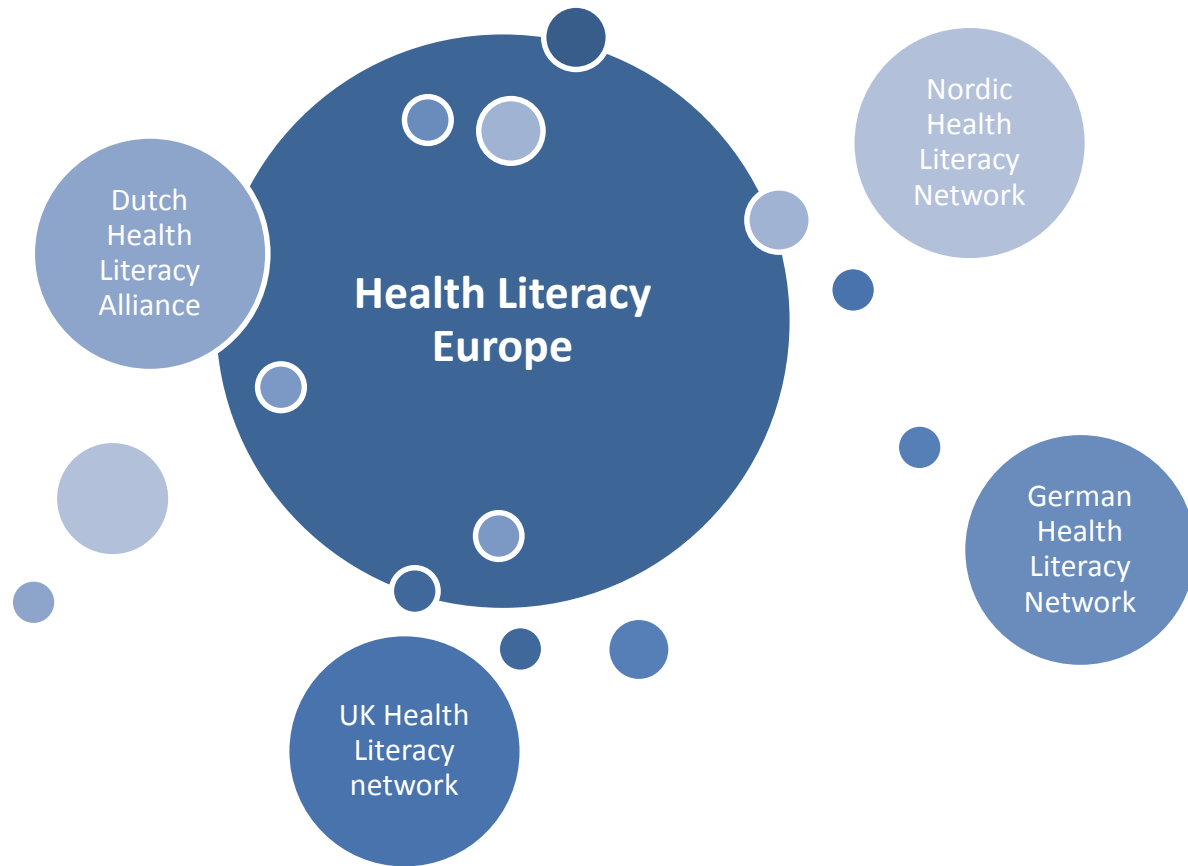 Nordic
Health
Literacy
Network
Dutch
Health
Literacy
Alliance
Health Literacy
Europe
German
Health
Literacy
Network
UK Health
Literacy
network